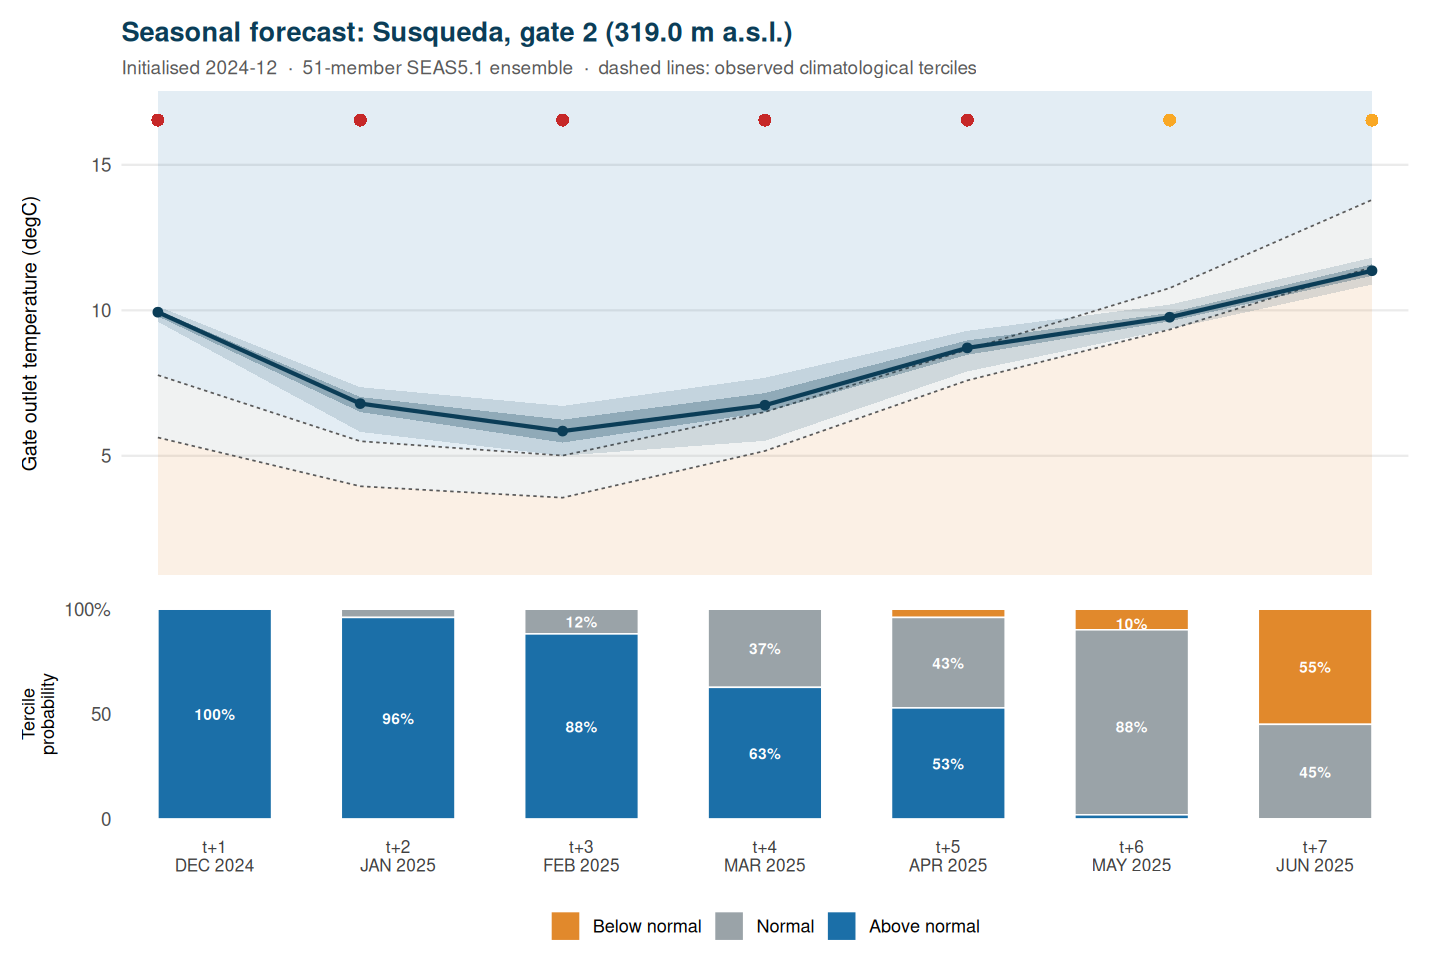 Seasonal forecast: Susqueda, gate 2 (319.0 m a.s.l.)
Initialised 2024-12 · 51-member SEAS5.1 ensemble · dashed lines: observed climatological terciles
Gate outlet temperature (degC)
15
10
5
Tercile
probability
100%
50
0
100%
96%
12%
88%
37%
63%
43%
53%
10%
88%
55%
45%
t+1
DEC 2024
t+2
JAN 2025
t+3
FEB 2025
t+4
MAR 2025
t+5
APR 2025
t+6
MAY 2025
t+7
JUN 2025
Below normal
Normal
Above normal